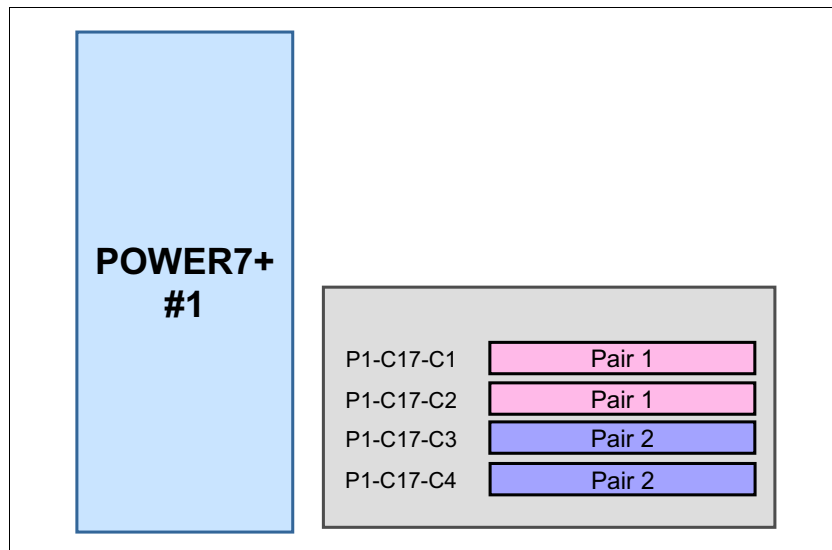 POWER7+
#1
P1-C17-C1 Pair 1
P1-C17-C2 Pair 1
P1-C17-C3 Pair 2
P1-C17-C4 Pair 2